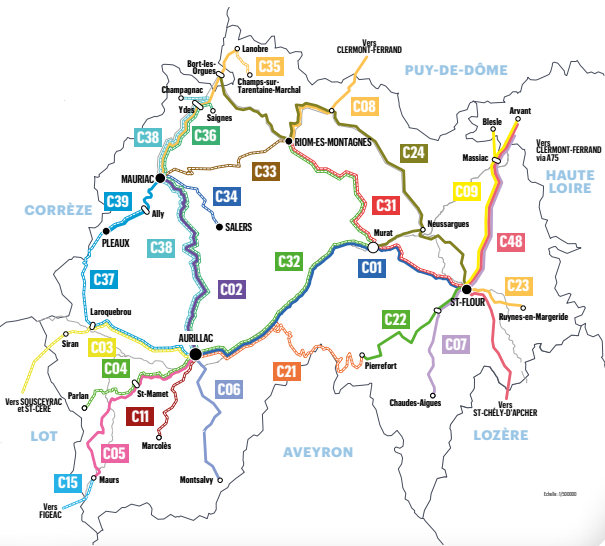 Lanobre
Vers
CLERMONT-FERRAND
Bort-les-
Orgues
C35
PUY-DE-DÔME
Champs-sur-
Tarentaine-Marchal
Champagnac
Ydes
Saignes
C08
Arvant
Blesle
C38
C36
RIOM-ES-MONTAGNES
C24
Vers
CLERMONT-FERRAND
via A75
Massiac
MAURIAC
C33
HAUTE
LOIRE
C39
C34
C09
CORRÈZE
Ally
C31
SALERS
Neussargues
Murat
C48
PLEAUX
C38
C32
C01
C37
C02
ST-FLOUR
C23
Laroquebrou
C22
Ruynes-en-Margeride
Siran
C03
AURILLAC
C07
C04
C21
Pierrefort
Vers SOUSCEYRAC
et ST-CÉRÉ
Parlan
St-Mamet
C06
Chaudes-Aigues
C11
Vers
ST-CHÉLY-D'APCHER
LOT
Marcolès
LOZÈRE
C05
AVEYRON
C15
Maurs
Montsalvy
Vers
FIGEAC
Echelle : 1/500000